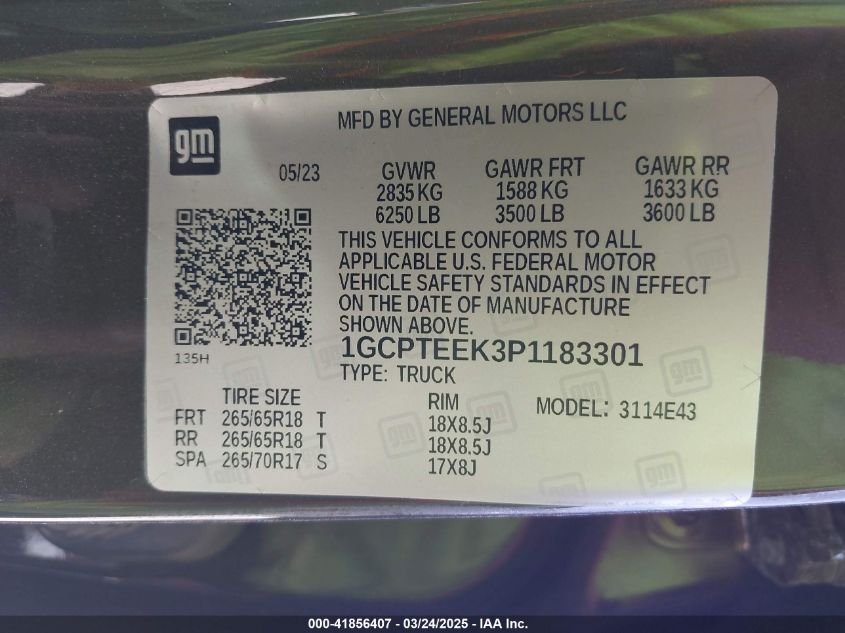 gm
MFD BY GENERAL MOTORS LLC
05/23
GVWR GAWR FRT GAWR RR
2835 KG 1588 KG 1633 KG
6250 LB 3500 LB 3600 LB
THIS VEHICLE CONFORMS TO ALL
APPLICABLE U.S. FEDERAL MOTOR
VEHICLE SAFETY STANDARDS IN EFFECT
ON THE DATE OF MANUFACTURE
SHOWN ABOVE.
135H
1GCPTEEK3P1183301
TYPE: TRUCK
TIRE SIZE RIM MODEL: 3114E43
FRT 265/65R18 T 18X8.5J
RR 265/65R18 T 18X8.5J
SPA 265/70R17 S 17X8J
000-41856407 - 03/24/2025 - IAA Inc.